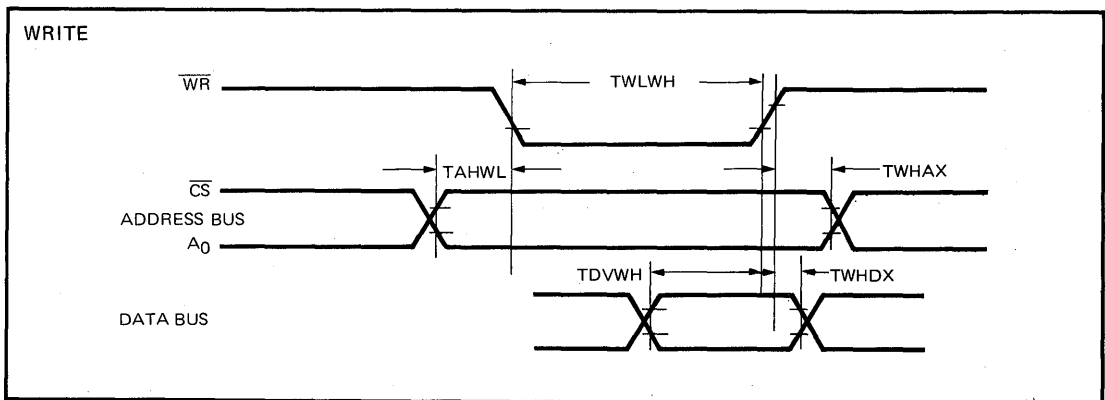 WRITE
WR
TWLWH
TAHWL
TWHAX
CS
ADDRESS BUS
A0
TDVWH
TWHDX
DATA BUS